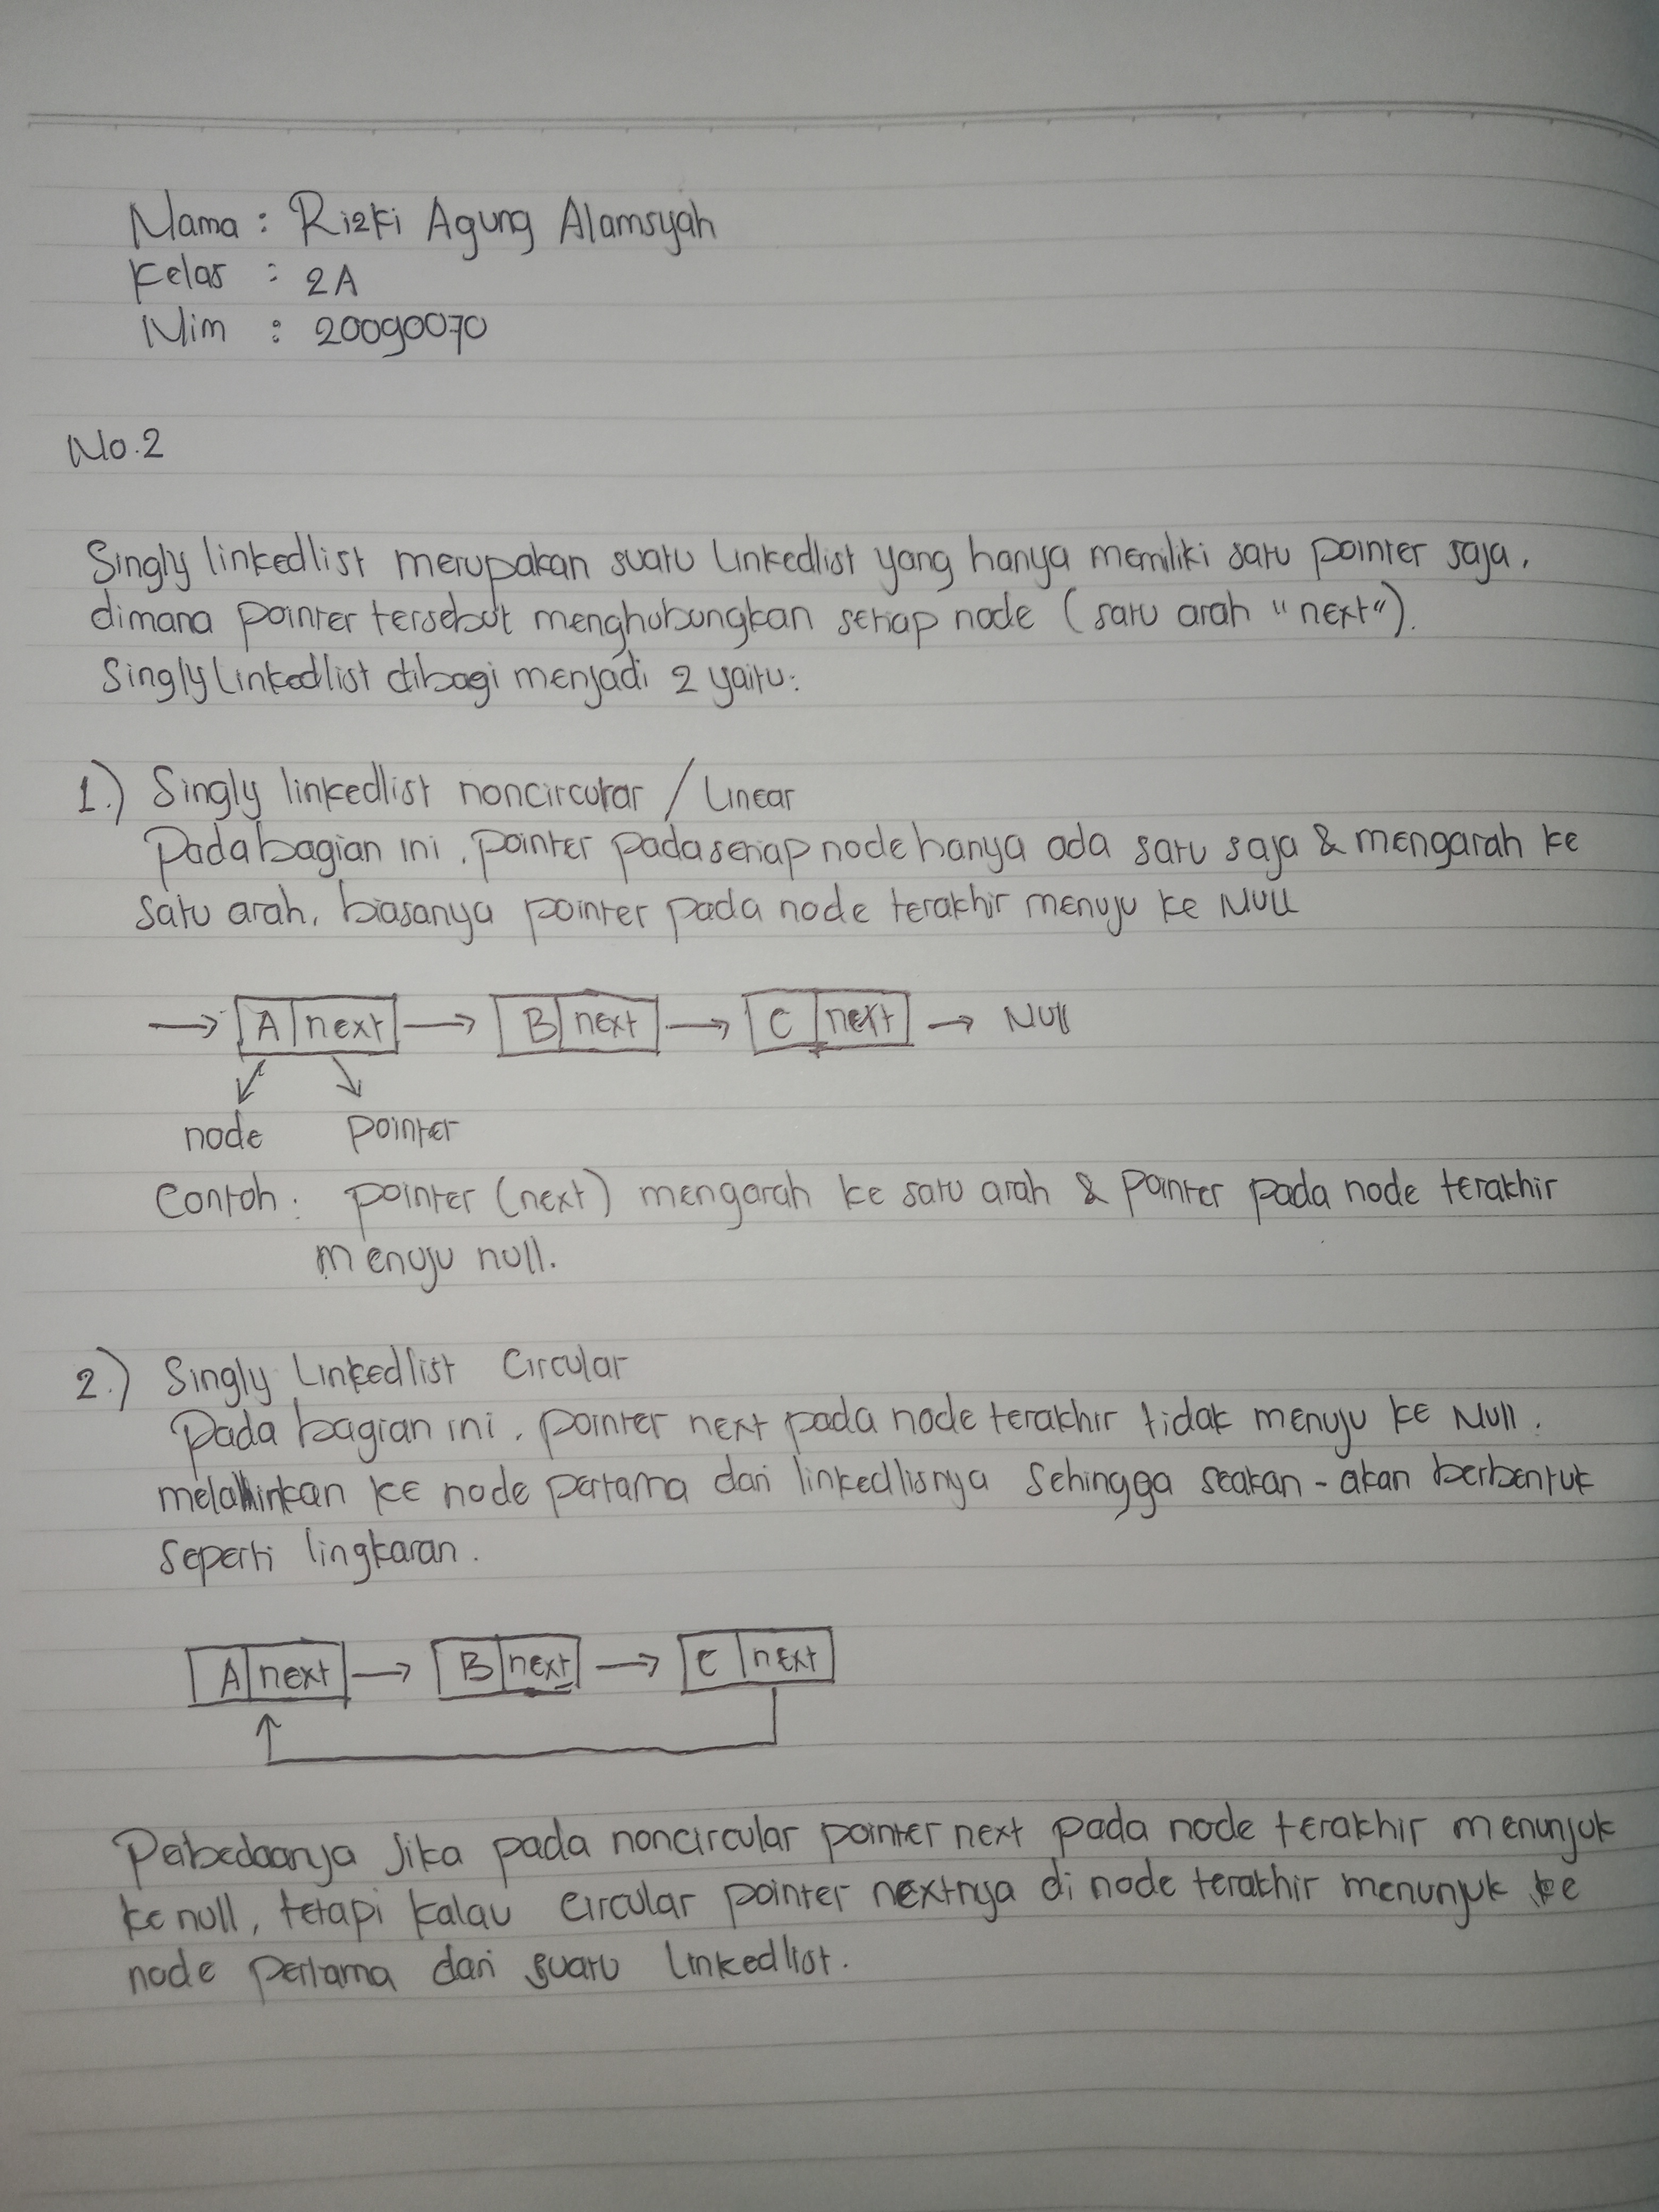 Nama : Rizki Agung Alamsyah
Kelas : 2A
Nim : 20090070
No.2
Singly linkedlist merupakan suatu linkedlist yang hanya memiliki satu pointer saja,
dimana pointer tersebut menghubungkan setiap node (satu arah "next").
Singly linkedlist dibagi menjadi 2 yaitu:
1.) Singly linkedlist noncircular / Linear
Pada bagian ini, pointer pada setiap node hanya ada satu saja & mengarah ke
satu arah, biasanya pointer pada node terakhir menuju ke NULL
→ A next → B next → C next → Null
node pointer
Contoh : pointer (next) mengarah ke satu arah & pointer pada node terakhir
menuju null.
2.) Singly Linkedlist Circular
Pada bagian ini, pointer next pada node terakhir tidak menuju ke Null.
melainkan ke node pertama dari linkedlisnya sehingga seakan-akan berbentuk
seperti lingkaran.
A next → B next → C next
Perbedaanya Jika pada noncircular pointer next pada node terakhir menunjuk
ke null, tetapi kalau circular pointer nextnya di node terakhir menunjuk ke
node pertama dari suatu linkedlist.